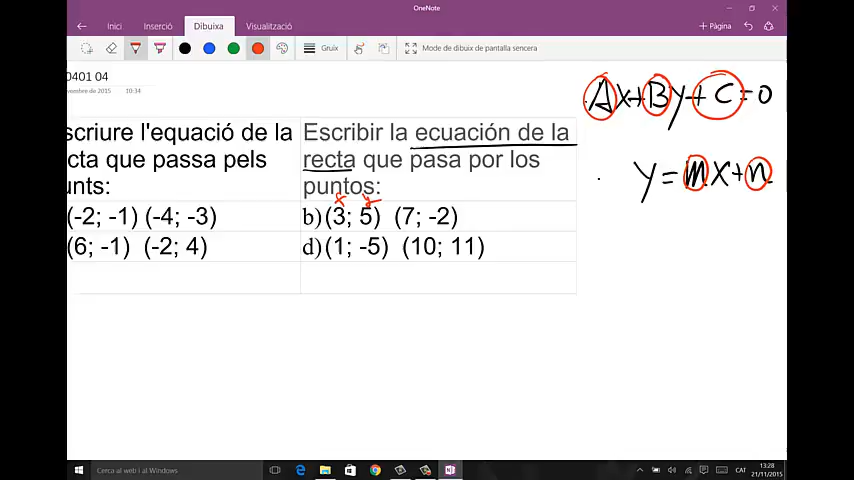 OneNote
Inici Inserció Dibuixa Visualització
Pàgina
Gruix
Mode de dibuix de pantalla sencera
0401 04
vembre de 2015 10:34
scriure l'equació de la
cta que passa pels
unts:
(-2; -1) (-4; -3)
(6; -1) (-2; 4)
Escribir la ecuación de la
recta que pasa por los
puntos:
x y
b) (3; 5) (7; -2)
d) (1; -5) (10; 11)
Ax+By+C=0
y=mx+n
Cerca al web i al Windows
CAT
13:28
21/11/2015